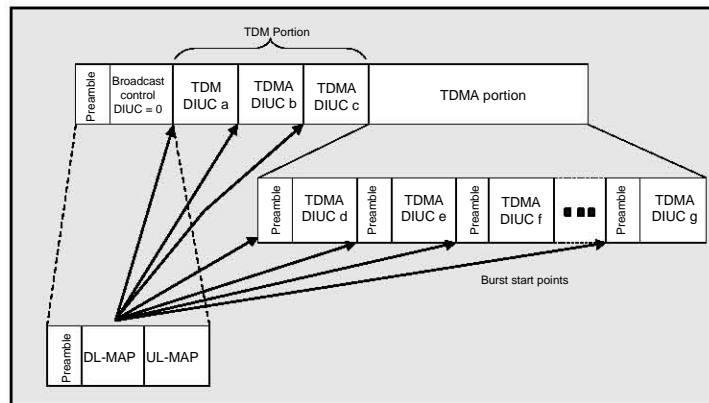 TDM Portion
Preamble
Broadcast
control
DIUC = 0
TDM
DIUC a
TDMA
DIUC b
TDMA
DIUC c
TDMA portion
Preamble
TDMA
DIUC d
Preamble
TDMA
DIUC e
Preamble
TDMA
DIUC f
Preamble
TDMA
DIUC g
Burst start points
Preamble
DL-MAP
UL-MAP